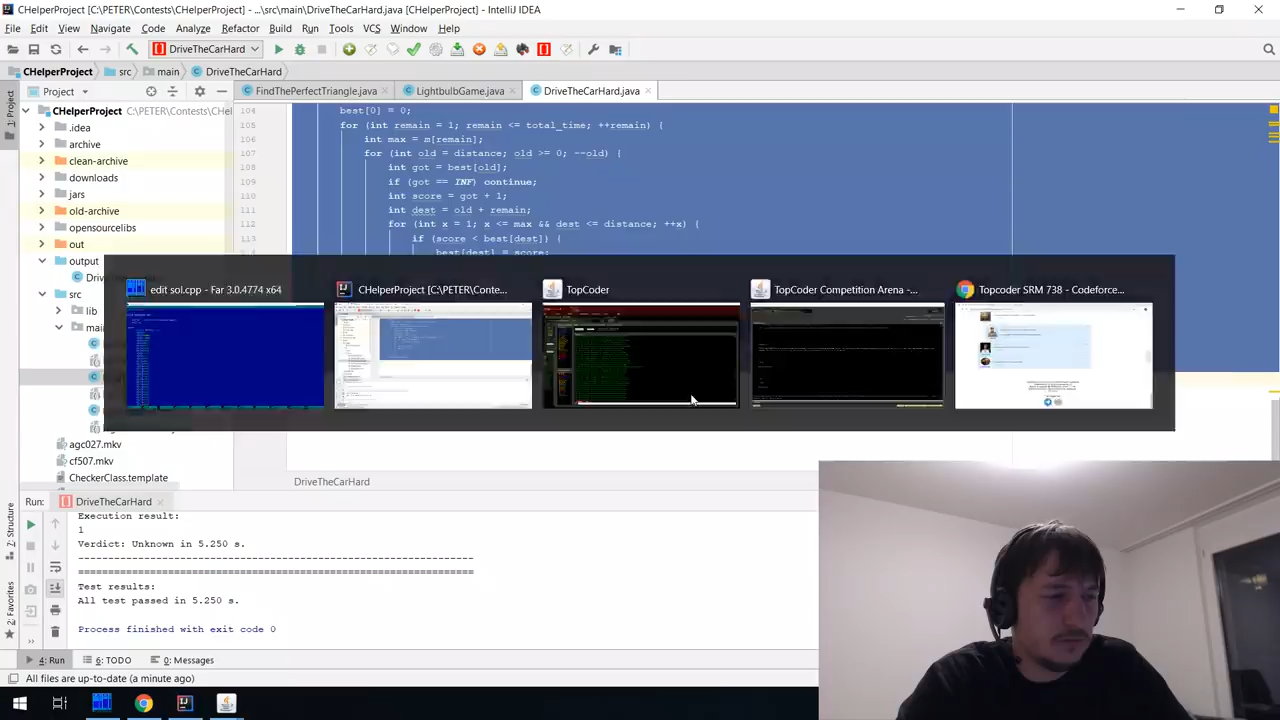 CHelperProject [C:\PETER\Contests\CHelperProject] - ...\src\main\DriveTheCarHard.java [CHelperProject] - IntelliJ IDEA
File Edit View Navigate Code Analyze Refactor Build Run Tools VCS Window Help
DriveTheCarHard
CHelperProject src main DriveTheCarHard
Project FindThePerfectTriangle.java LightbulbGame.java DriveTheCarHard.java
1: Project
CHelperProject C:\PETER\Contests\CHel
.idea
archive
clean-archive
downloads
jars
old-archive
opensourcelibs
out
output
src
lib
104 best[0] = 0;
105 for (int remain = 1; remain <= total_time; ++remain) {
106 int max = m[remain];
107 for (int old = distance; old >= 0; --old) {
108 int got = best[old];
109 if (got == INF) continue;
110 int score = got + 1;
111 int dest = old + remain;
112 for (int x = 1; x <= max && dest <= distance; ++x) {
113 if (score < best[dest]) {
best[dest] = score;
edit sol.cpp - Far 3.0.4774 x64
CHelperProject [C:\PETER\Conte...
TopCoder
TopCoder Competition Arena -...
Topcoder SRM 738 - Codeforce...
agc027.mkv
cf507.mkv
CheckerClass.template
DriveTheCarHard
Run: DriveTheCarHard
Execution result:
1
Verdict: Unknown in 5.250 s.
------------------------------------------------------------------
==================================================================
Test results:
All test passed in 5.250 s.
Process finished with exit code 0
7: Structure
2: Favorites
4: Run 6: TODO 0: Messages
All files are up-to-date (a minute ago)